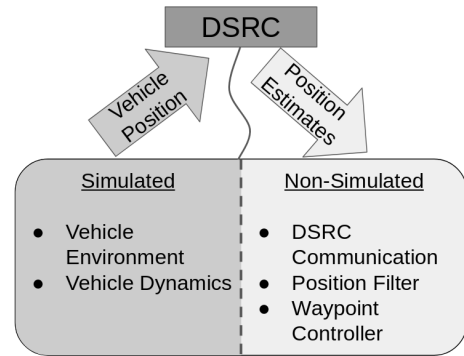 DSRC
Vehicle
Position
Position
Estimates
Simulated
● Vehicle
Environment
● Vehicle Dynamics
Non-Simulated
● DSRC
Communication
● Position Filter
● Waypoint
Controller